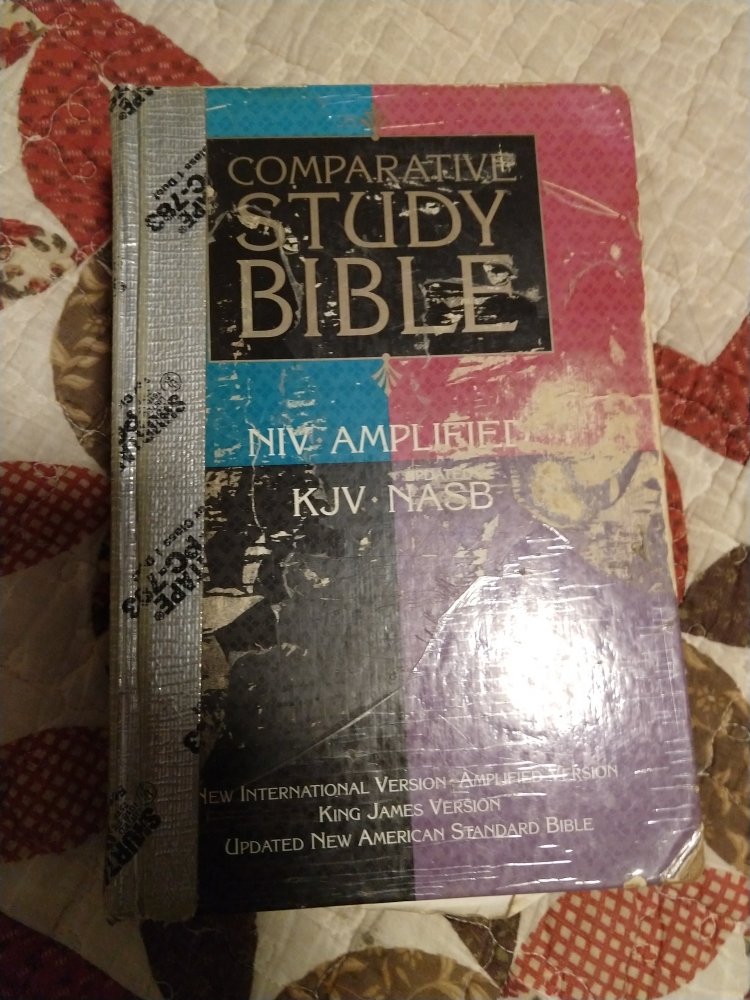 COMPARATIVE
STUDY
BIBLE
NIV AMPLIFIED
UPDATED
KJV · NASB
NEW INTERNATIONAL VERSION · AMPLIFIED VERSION
KING JAMES VERSION
UPDATED NEW AMERICAN STANDARD BIBLE